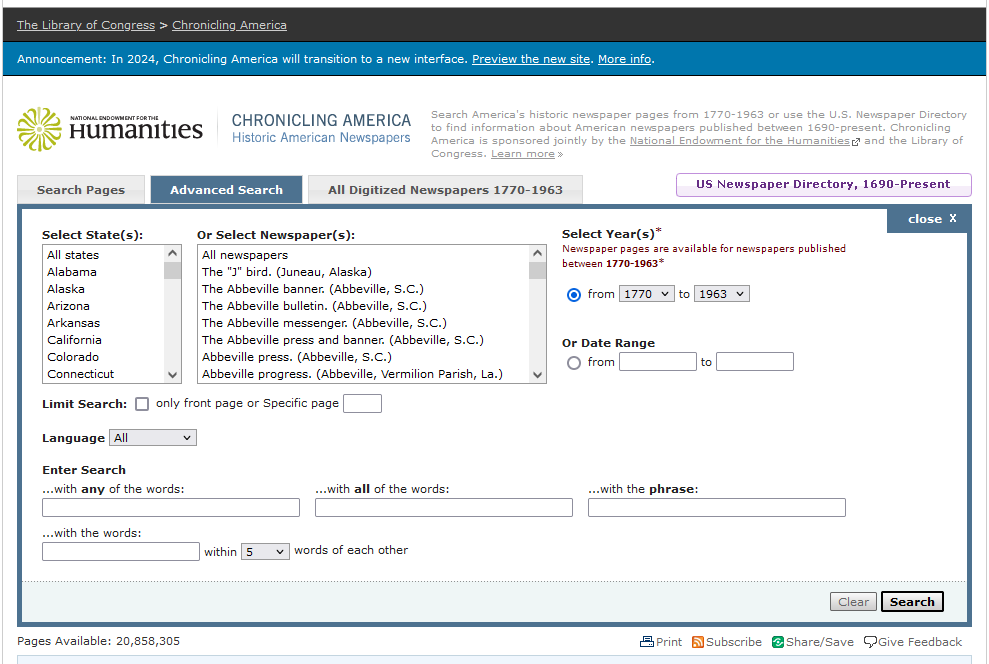 The Library of Congress > Chronicling America
Announcement: In 2024, Chronicling America will transition to a new interface. Preview the new site. More info.
NATIONAL ENDOWMENT FOR THE
Humanities
CHRONICLING AMERICA
Historic American Newspapers
Search America's historic newspaper pages from 1770-1963 or use the U.S. Newspaper Directory
to find information about American newspapers published between 1690-present. Chronicling
America is sponsored jointly by the National Endowment for the Humanities and the Library of
Congress. Learn more »
Search Pages Advanced Search All Digitized Newspapers 1770-1963 US Newspaper Directory, 1690-Present
close X
Select State(s):
All states
Alabama
Alaska
Arizona
Arkansas
California
Colorado
Connecticut
Or Select Newspaper(s):
All newspapers
The "J" bird. (Juneau, Alaska)
The Abbeville banner. (Abbeville, S.C.)
The Abbeville bulletin. (Abbeville, S.C.)
The Abbeville messenger. (Abbeville, S.C.)
The Abbeville press and banner. (Abbeville, S.C.)
Abbeville press. (Abbeville, S.C.)
Abbeville progress. (Abbeville, Vermilion Parish, La.)
Select Year(s)*
Newspaper pages are available for newspapers published
between 1770-1963*
from 1770 to 1963
Or Date Range
from to
Limit Search: only front page or Specific page
Language All
Enter Search
...with any of the words: ...with all of the words: ...with the phrase:
...with the words:
within 5 words of each other
Clear Search
Pages Available: 20,858,305 Print Subscribe Share/Save Give Feedback